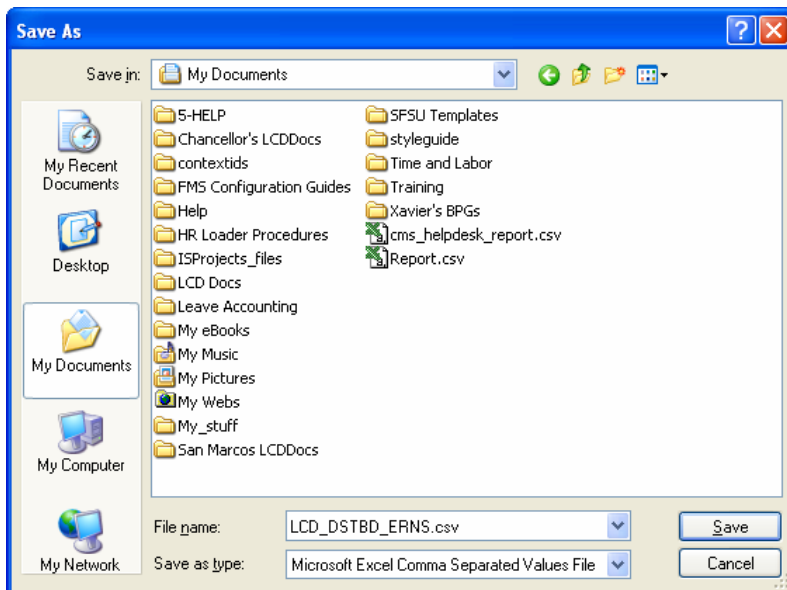 Save As
Save in: My Documents
My Recent Documents
Desktop
My Documents
My Computer
My Network
5-HELP
Chancellor's LCDDocs
contextids
FMS Configuration Guides
Help
HR Loader Procedures
ISProjects_files
LCD Docs
Leave Accounting
My eBooks
My Music
My Pictures
My Webs
My_stuff
San Marcos LCDDocs
SFSU Templates
styleguide
Time and Labor
Training
Xavier's BPGs
cms_helpdesk_report.csv
Report.csv
File name: LCD_DSTBD_ERNS.csv Save
Save as type: Microsoft Excel Comma Separated Values File Cancel